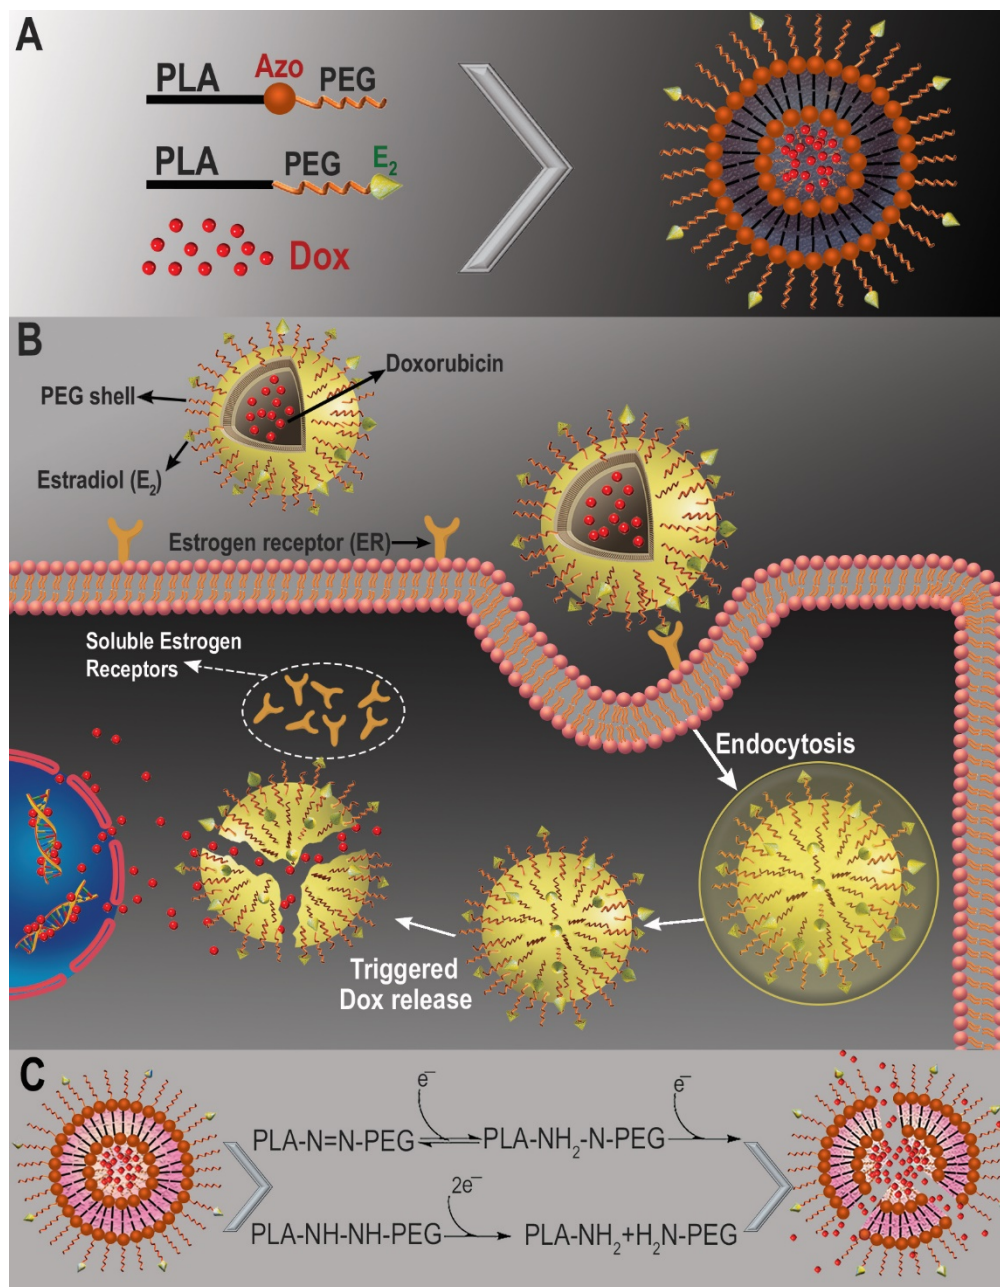 A
PLA Azo PEG
PLA PEG E₂
Dox
B
Doxorubicin
PEG shell
Estradiol (E₂)
Estrogen receptor (ER)
Soluble Estrogen
Receptors
Endocytosis
Triggered
Dox release
C
e⁻ e⁻
PLA-N=N-PEG PLA-NH₂-N-PEG
2e⁻
PLA-NH-NH-PEG PLA-NH₂+H₂N-PEG